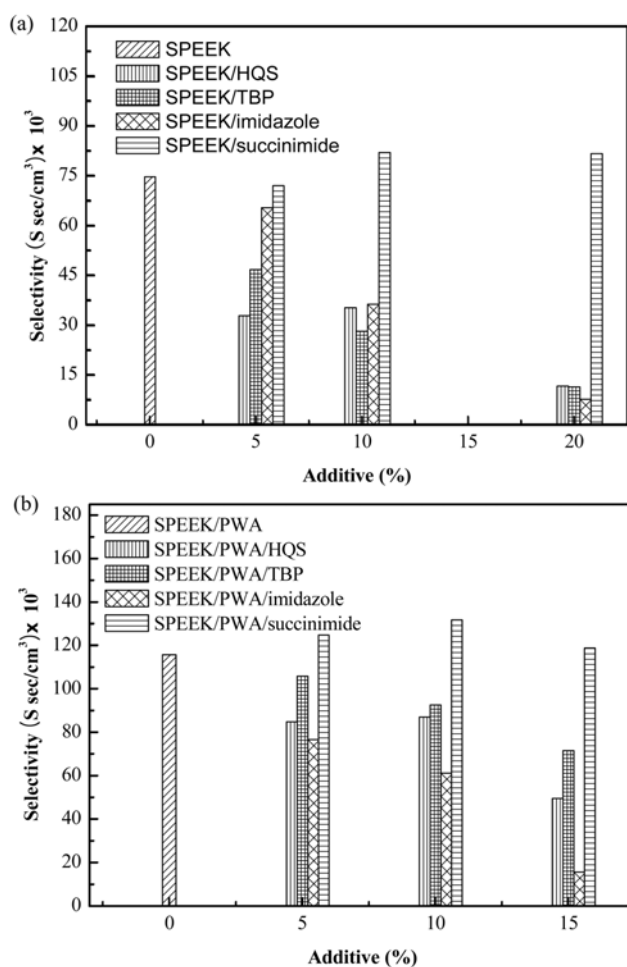 (a)
120
105
90
75
60
45
30
15
0
Selectivity (S sec/cm³)x 10³
SPEEK
SPEEK/HQS
SPEEK/TBP
SPEEK/imidazole
SPEEK/succinimide
0 5 10 15 20
Additive (%)
(b)
180
160
140
120
100
80
60
40
20
0
Selectivity (S sec/cm³)x 10³
SPEEK/PWA
SPEEK/PWA/HQS
SPEEK/PWA/TBP
SPEEK/PWA/imidazole
SPEEK/PWA/succinimide
0 5 10 15
Additive (%)